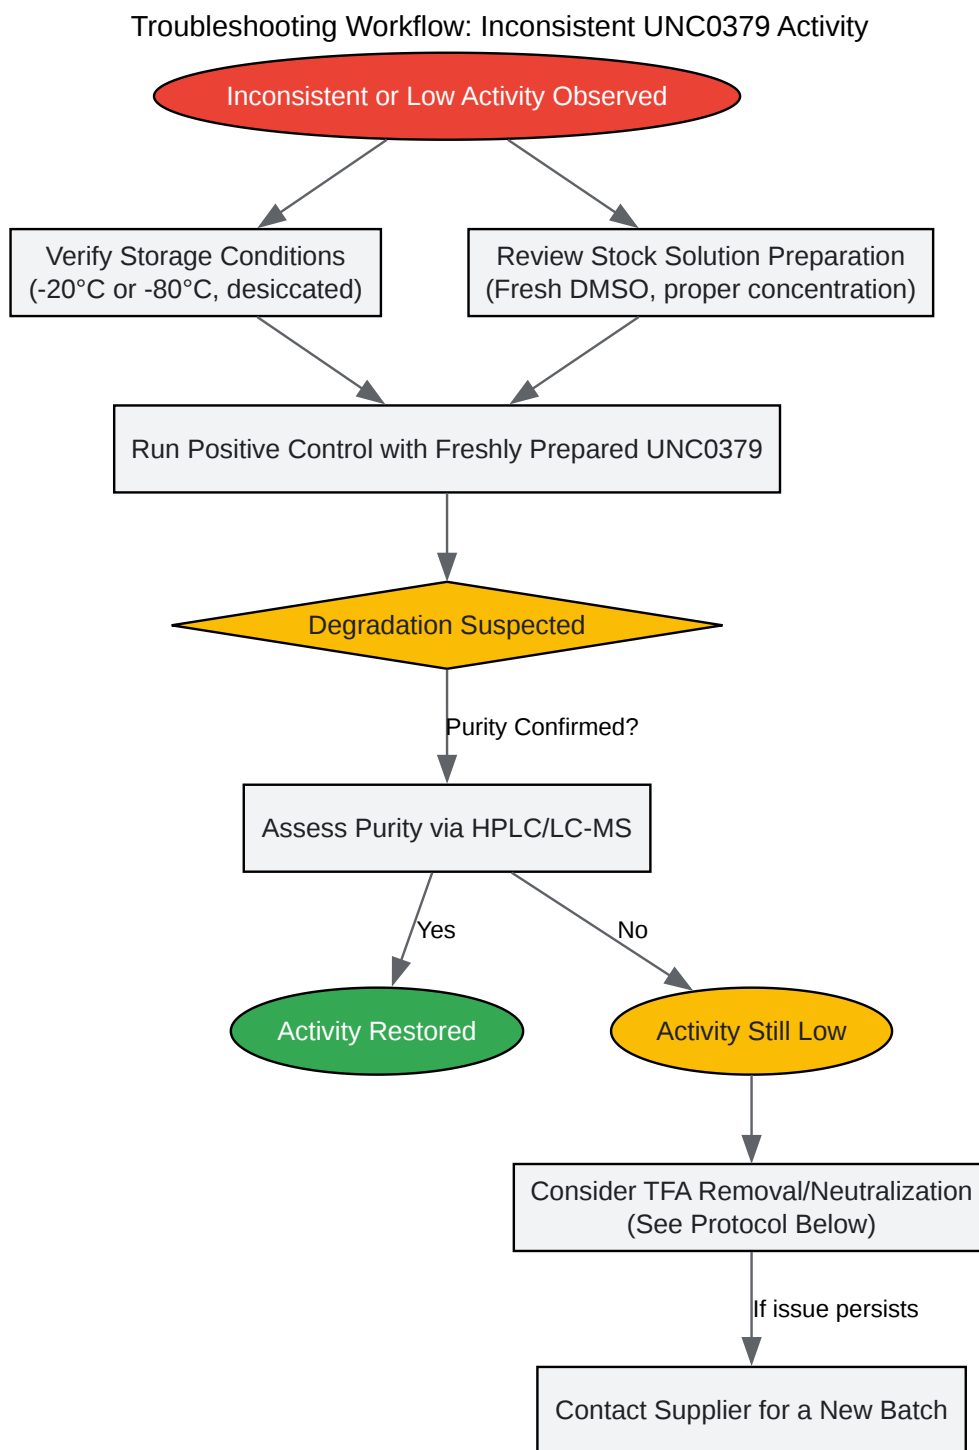 Troubleshooting Workflow: Inconsistent UNC0379 Activity
Inconsistent or Low Activity Observed
Verify Storage Conditions
(-20°C or -80°C, desiccated)
Review Stock Solution Preparation
(Fresh DMSO, proper concentration)
Run Positive Control with Freshly Prepared UNC0379
Degradation Suspected
Purity Confirmed?
Assess Purity via HPLC/LC-MS
Yes
No
Activity Restored
Activity Still Low
Consider TFA Removal/Neutralization
(See Protocol Below)
If issue persists
Contact Supplier for a New Batch